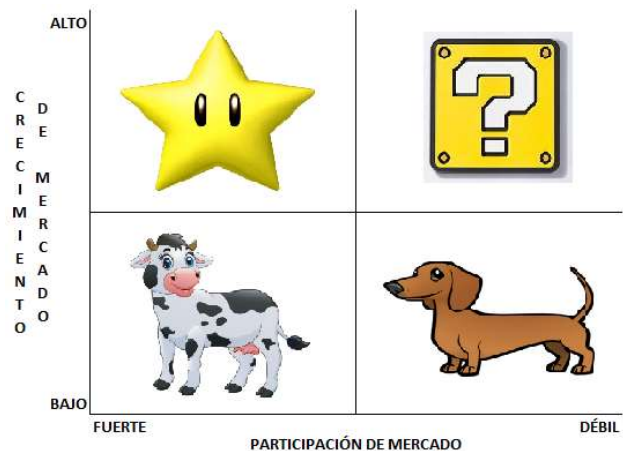 ALTO
CRECIMIENTO
DE MERCADO
?
BAJO
FUERTE
DÉBIL
PARTICIPACIÓN DE MERCADO